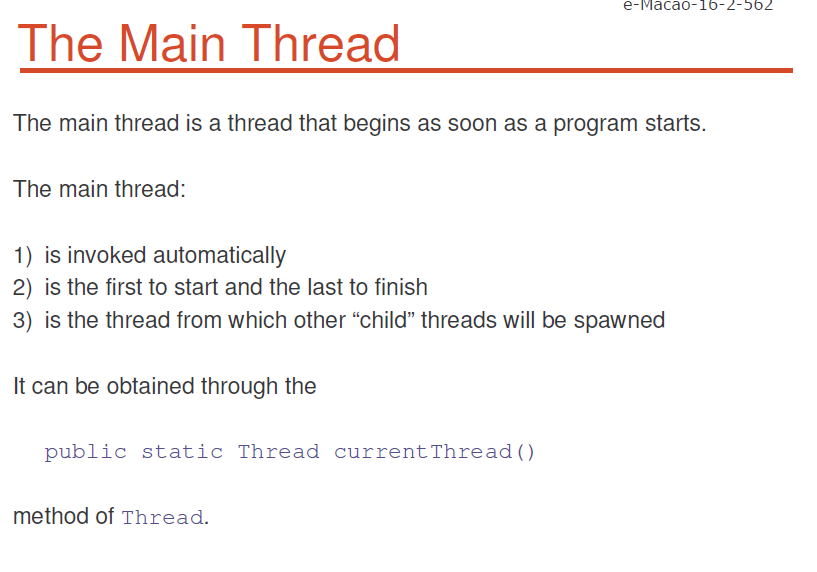 e-Macao-16-2-562
The Main Thread
The main thread is a thread that begins as soon as a program starts.
The main thread:
1) is invoked automatically
2) is the first to start and the last to finish
3) is the thread from which other “child” threads will be spawned
It can be obtained through the
public static Thread currentThread()
method of Thread.